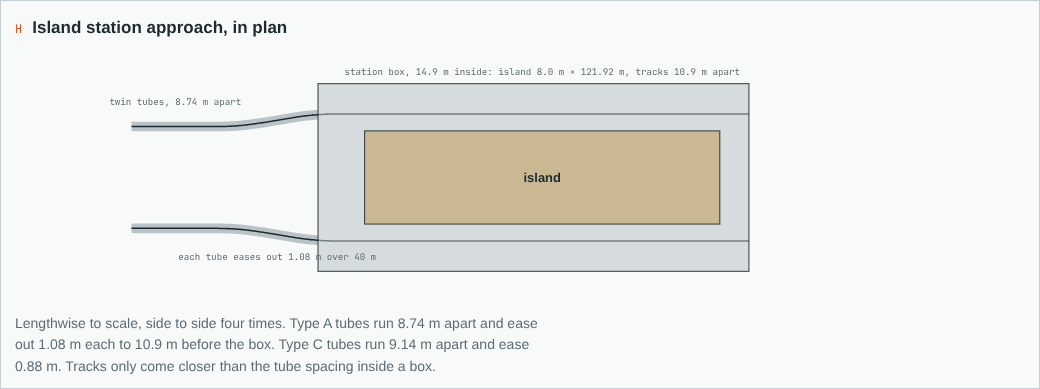 H Island station approach, in plan
station box, 14.9 m inside: island 8.0 m × 121.92 m, tracks 10.9 m apart
twin tubes, 8.74 m apart
island
each tube eases out 1.08 m over 40 m
Lengthwise to scale, side to side four times. Type A tubes run 8.74 m apart and ease
out 1.08 m each to 10.9 m before the box. Type C tubes run 9.14 m apart and ease
0.88 m. Tracks only come closer than the tube spacing inside a box.